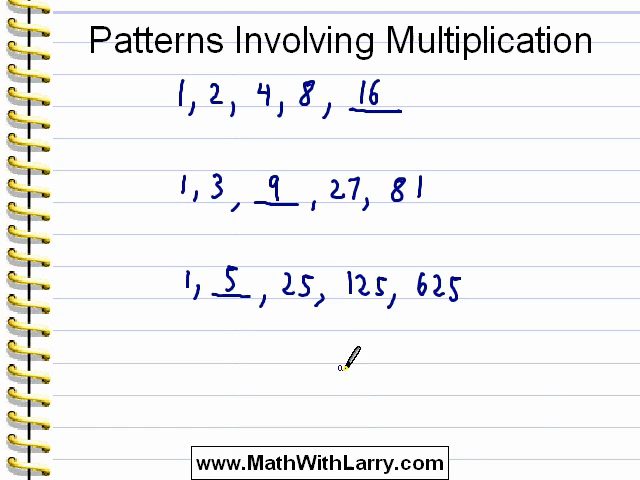 Patterns Involving Multiplication
1, 2, 4, 8, 16
1, 3, 9, 27, 81
1, 5, 25, 125, 625
www.MathWithLarry.com